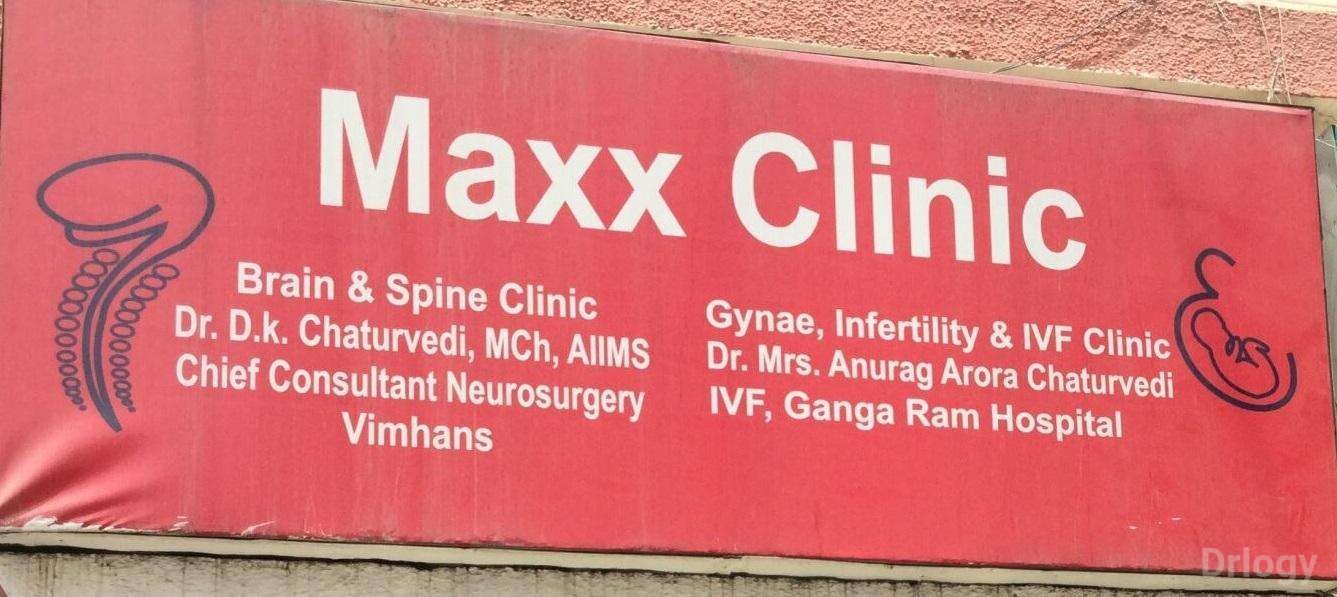 Maxx Clinic
Brain & Spine Clinic
Dr. D.k. Chaturvedi, MCh, AIIMS
Chief Consultant Neurosurgery
Vimhans
Gynae, Infertility & IVF Clinic
Dr. Mrs. Anurag Arora Chaturvedi
IVF, Ganga Ram Hospital
Drlogy